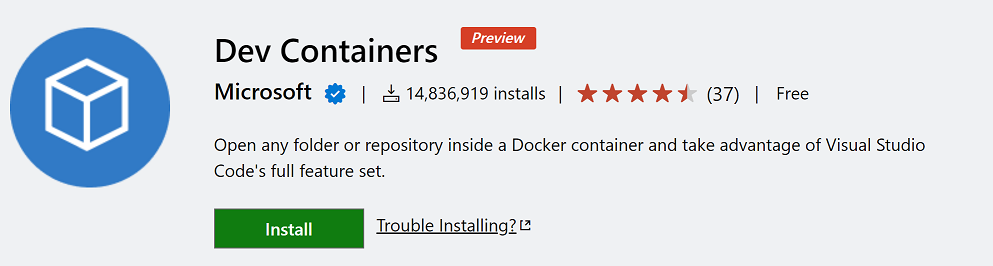 Dev Containers Preview
Microsoft | 14,836,919 installs | (37) | Free
Open any folder or repository inside a Docker container and take advantage of Visual Studio
Code's full feature set.
Install Trouble Installing?